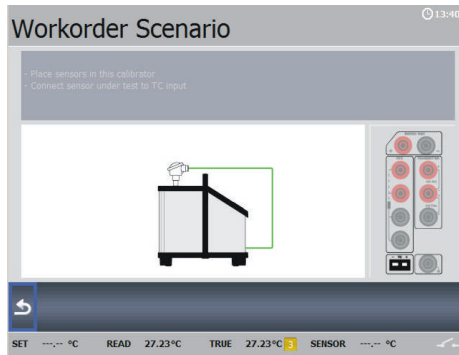 13:40
Workorder Scenario
- Place sensors in this calibrator
- Connect sensor under test to TC input
SET ---.-- °C READ 27.23°C TRUE 27.23°C 3 SENSOR ---.-- °C